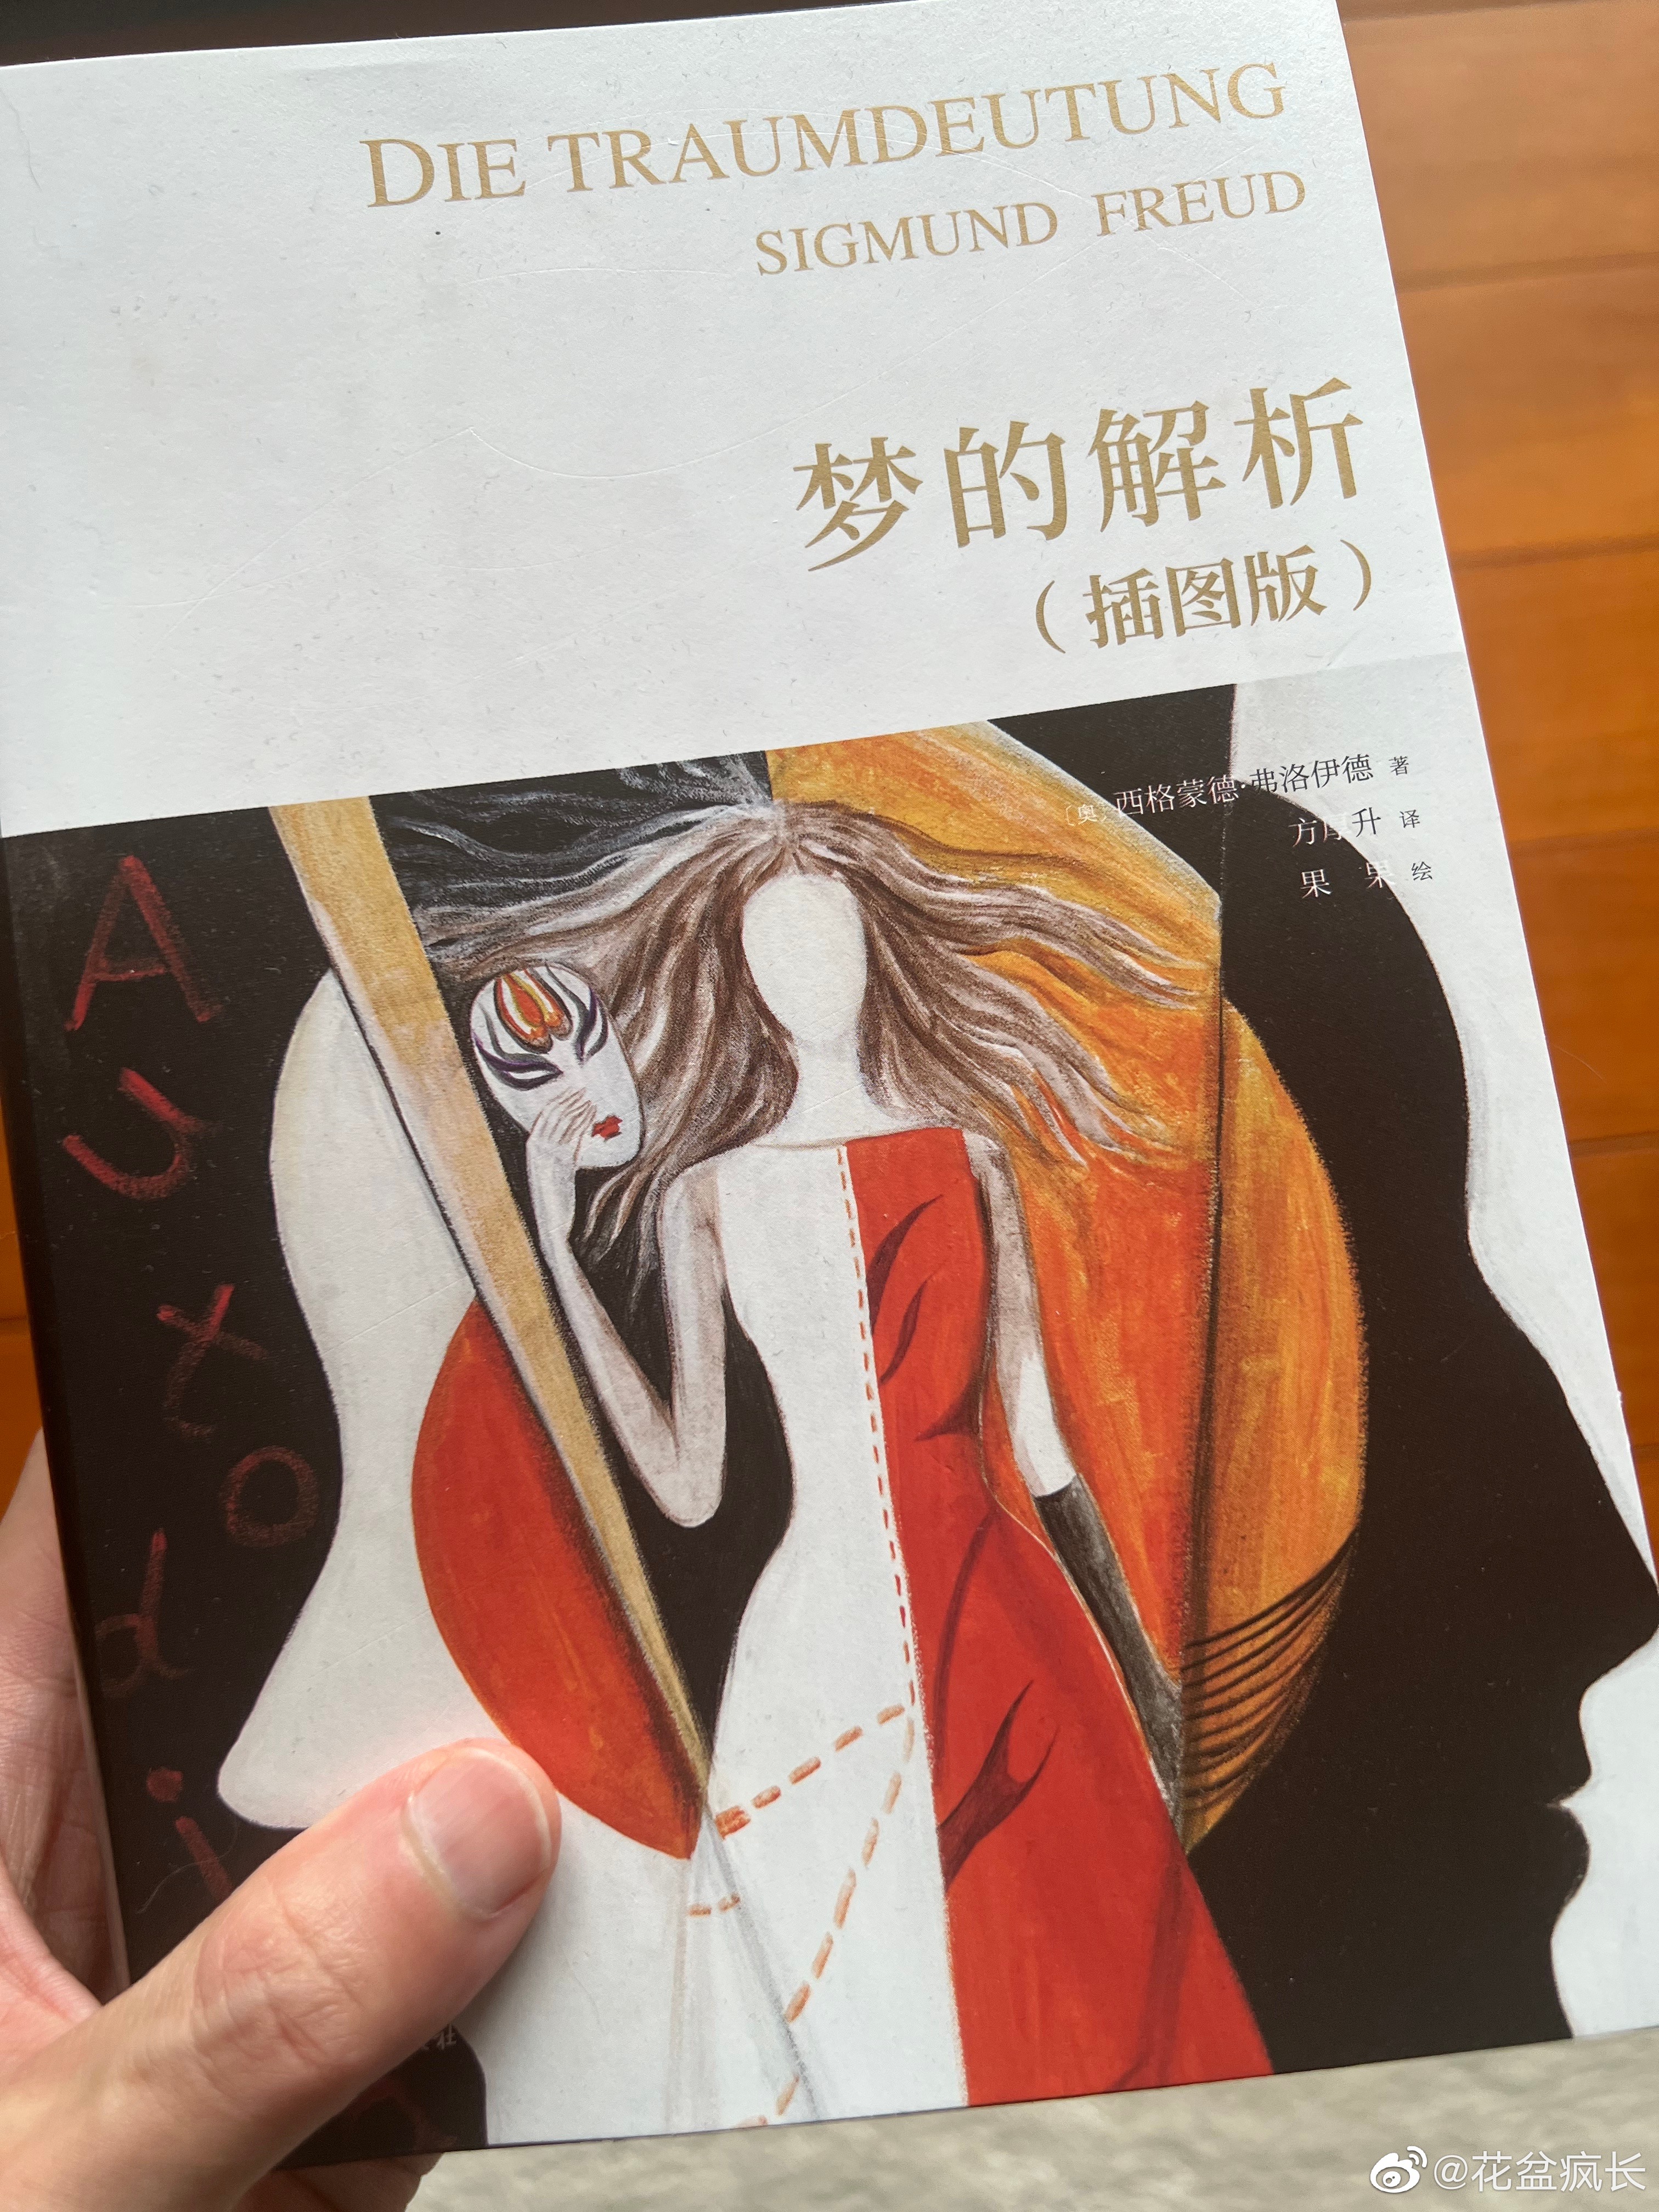 DIE TRAUMDEUTUNG
SIGMUND FREUD
梦的解析
（插图版）
〔奥〕西格蒙德·弗洛伊德 著
方厚升 译
果 果 绘
A
u
t
o
d
i
@花盆疯长